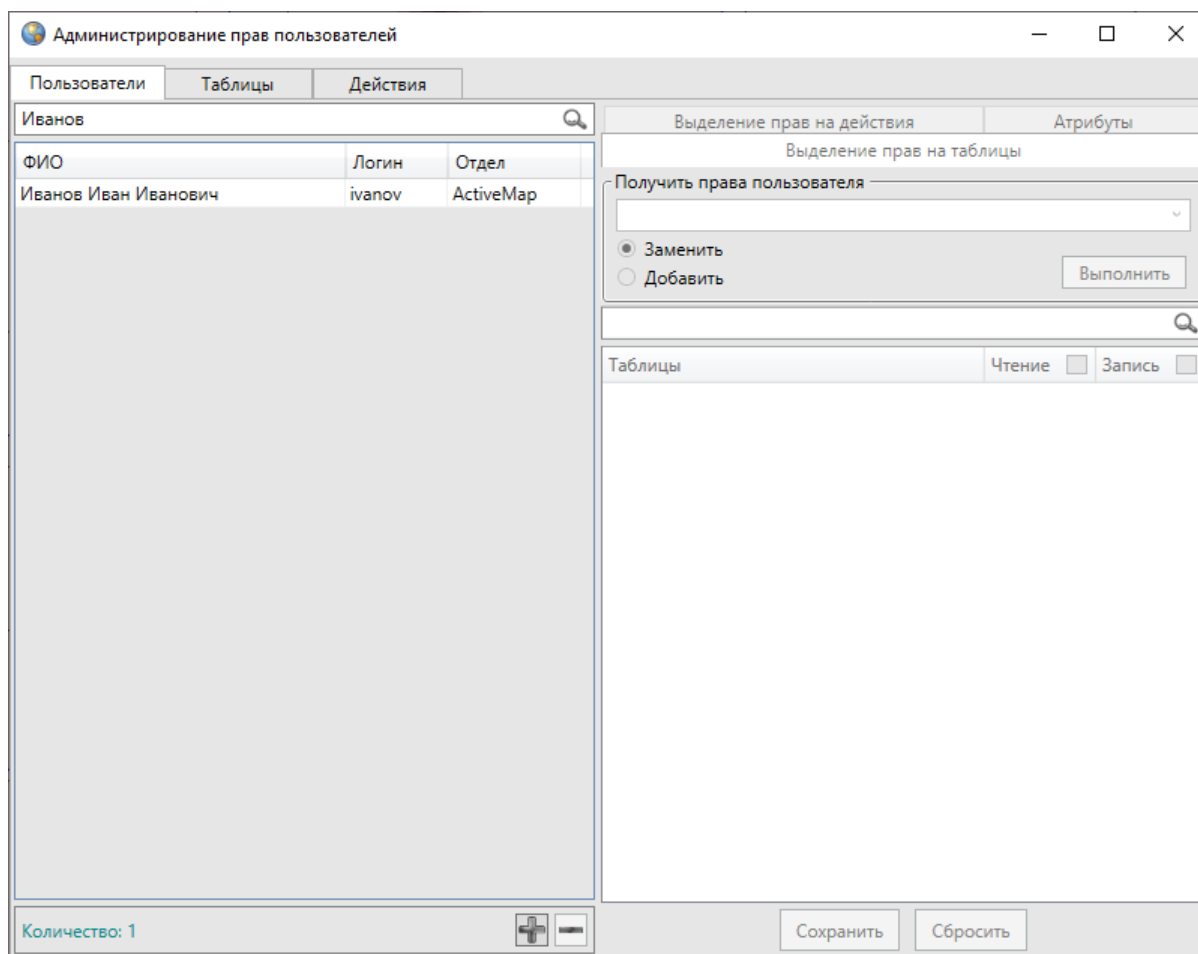 Администрирование прав пользователей
Пользователи Таблицы Действия
Иванов
ФИО Логин Отдел
Иванов Иван Иванович ivanov ActiveMap
Количество: 1
Выделение прав на действия Атрибуты
Выделение прав на таблицы
Получить права пользователя
Заменить
Добавить
Выполнить
Таблицы Чтение Запись
Сохранить Сбросить